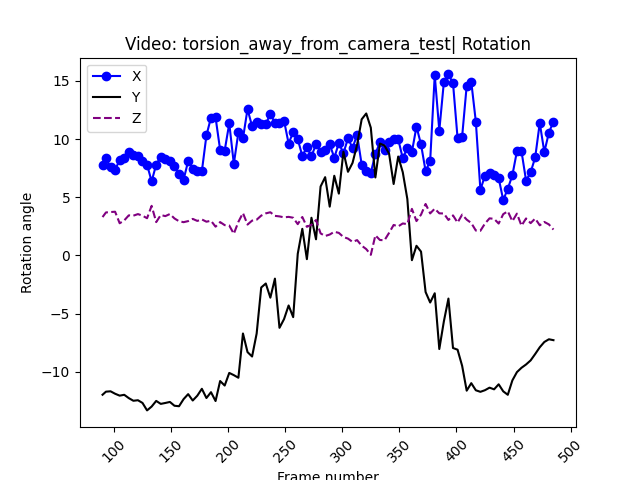 Video: torsion_away_from_camera_test| Rotation
X
Y
Z
Rotation angle
15
10
5
0
−5
−10
100
150
200
250
300
350
400
450
500
Frame number